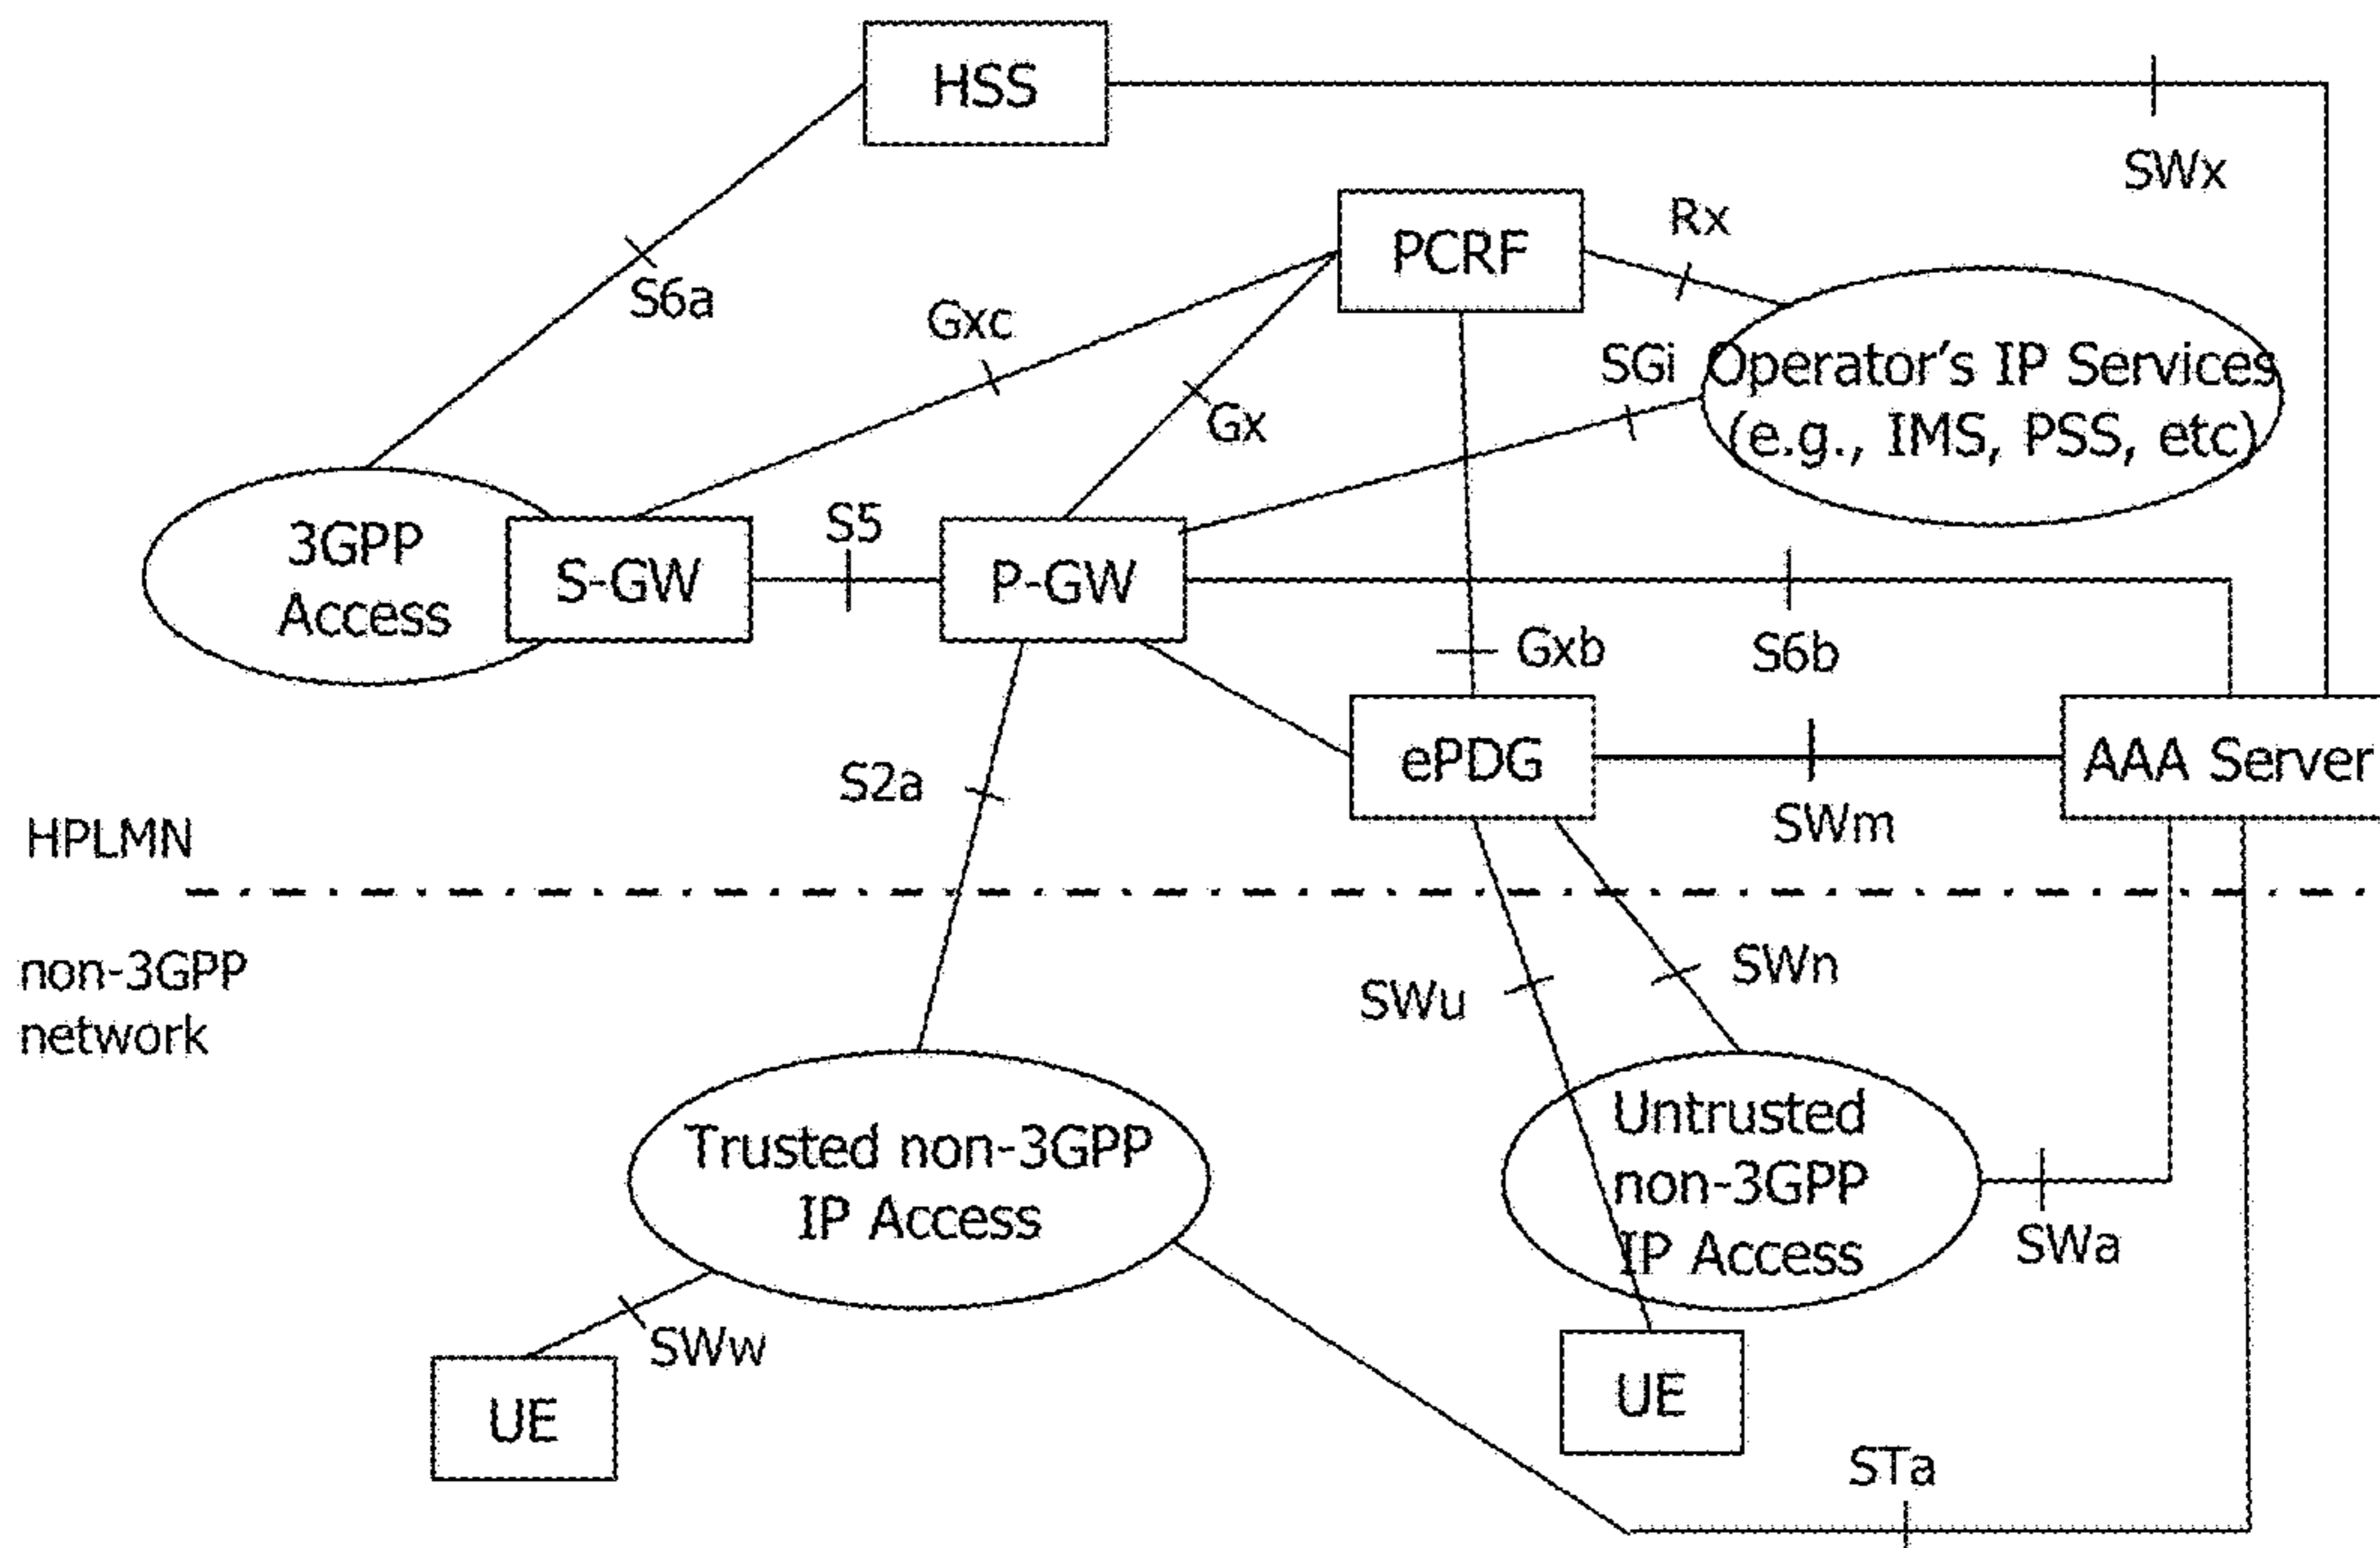 HSS
SWx
PCRF
Rx
S6a
Gxc
SGi
Operator's IP Services
(e.g., IMS, PSS, etc)
Gx
3GPP
Access
S-GW
S5
P-GW
Gxb
S6b
ePDG
AAA Server
S2a
SWm
HPLMN
non-3GPP
network
SWu
SWn
Trusted non-3GPP
IP Access
Untrusted
non-3GPP
IP Access
SWa
SWw
UE
UE
STa